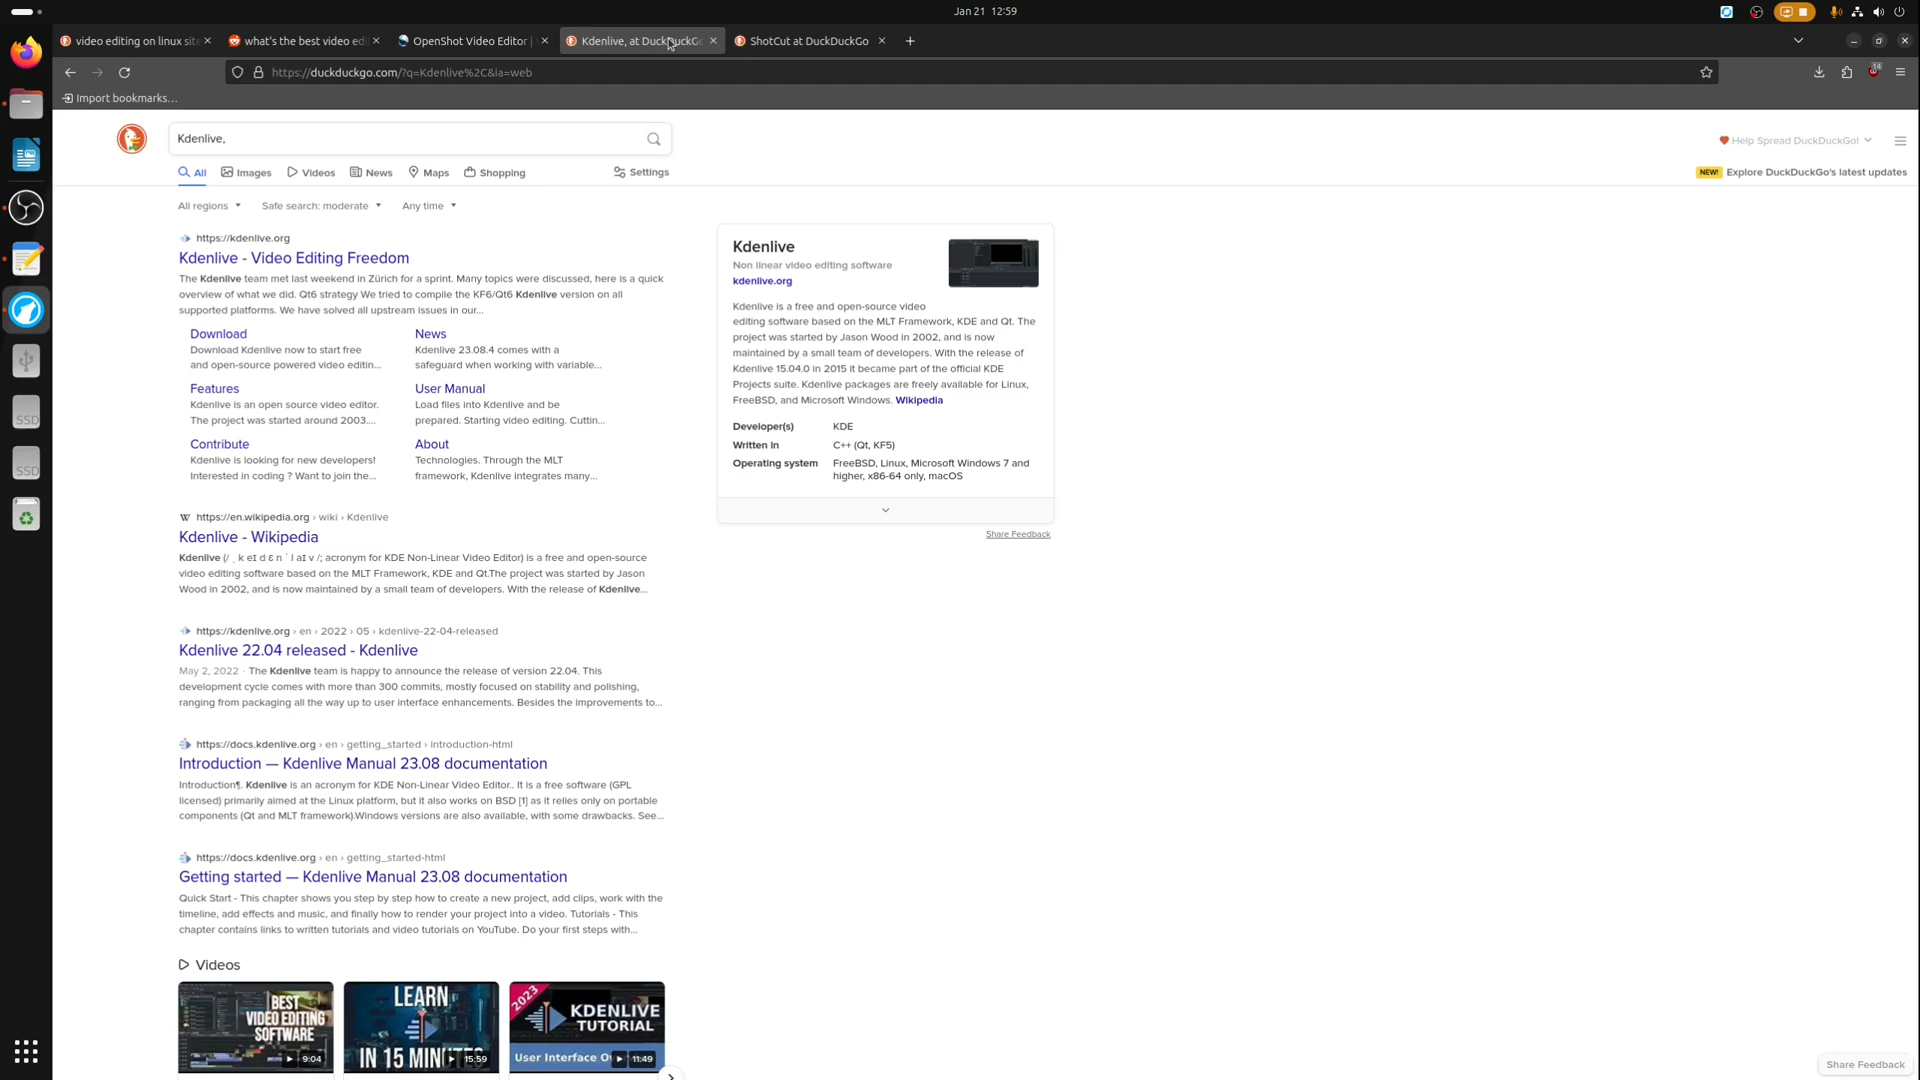 Jan 21 12:59
video editing on linux site
what's the best video edi
OpenShot Video Editor |
Kdenlive, at DuckDuckGo
ShotCut at DuckDuckGo
https://duckduckgo.com/?q=Kdenlive%2C&ia=web
14
Import bookmarks…
Kdenlive,
Help Spread DuckDuckGo!
All
Images
Videos
News
Maps
Shopping
Settings
NEW! Explore DuckDuckGo's latest updates
All regions
Safe search: moderate
Any time
https://kdenlive.org
Kdenlive - Video Editing Freedom
The Kdenlive team met last weekend in Zürich for a sprint. Many topics were discussed, here is a quick
overview of what we did. Qt6 strategy We tried to compile the KF6/Qt6 Kdenlive version on all
supported platforms. We have solved all upstream issues in our...
Download
Download Kdenlive now to start free
and open-source powered video editin...
News
Kdenlive 23.08.4 comes with a
safeguard when working with variable...
Features
Kdenlive is an open source video editor.
The project was started around 2003....
User Manual
Load files into Kdenlive and be
prepared. Starting video editing. Cuttin...
Contribute
Kdenlive is looking for new developers!
Interested in coding ? Want to join the...
About
Technologies. Through the MLT
framework, Kdenlive integrates many...
Kdenlive
Non linear video editing software
kdenlive.org
Kdenlive is a free and open-source video
editing software based on the MLT Framework, KDE and Qt. The
project was started by Jason Wood in 2002, and is now
maintained by a small team of developers. With the release of
Kdenlive 15.04.0 in 2015 it became part of the official KDE
Projects suite. Kdenlive packages are freely available for Linux,
FreeBSD, and Microsoft Windows. Wikipedia
Developer(s) KDE
Written in C++ (Qt, KF5)
Operating system FreeBSD, Linux, Microsoft Windows 7 and
higher, x86-64 only, macOS
Share Feedback
SSD
SSD
W https://en.wikipedia.org › wiki › Kdenlive
Kdenlive - Wikipedia
Kdenlive (/ ˌ k eɪ d ɛ n ˈ l aɪ v /; acronym for KDE Non-Linear Video Editor) is a free and open-source
video editing software based on the MLT Framework, KDE and Qt.The project was started by Jason
Wood in 2002, and is now maintained by a small team of developers. With the release of Kdenlive...
https://kdenlive.org › en › 2022 › 05 › kdenlive-22-04-released
Kdenlive 22.04 released - Kdenlive
May 2, 2022 · The Kdenlive team is happy to announce the release of version 22.04. This
development cycle comes with more than 300 commits, mostly focused on stability and polishing,
ranging from packaging all the way up to user interface enhancements. Besides the improvements to...
https://docs.kdenlive.org › en › getting_started › introduction-html
Introduction — Kdenlive Manual 23.08 documentation
Introduction¶. Kdenlive is an acronym for KDE Non-Linear Video Editor.. It is a free software (GPL
licensed) primarily aimed at the Linux platform, but it also works on BSD [1] as it relies only on portable
components (Qt and MLT framework).Windows versions are also available, with some drawbacks. See...
https://docs.kdenlive.org › en › getting_started-html
Getting started — Kdenlive Manual 23.08 documentation
Quick Start - This chapter shows you step by step how to create a new project, add clips, work with the
timeline, add effects and music, and finally how to render your project into a video. Tutorials - This
chapter contains links to written tutorials and video tutorials on YouTube. Do your first steps with...
Videos
BEST
VIDEO EDITING
SOFTWARE
9:04
LEARN
IN 15 MINUTES
15:59
2023
KDENLIVE
TUTORIAL
User Interface O
11:49
Share Feedback